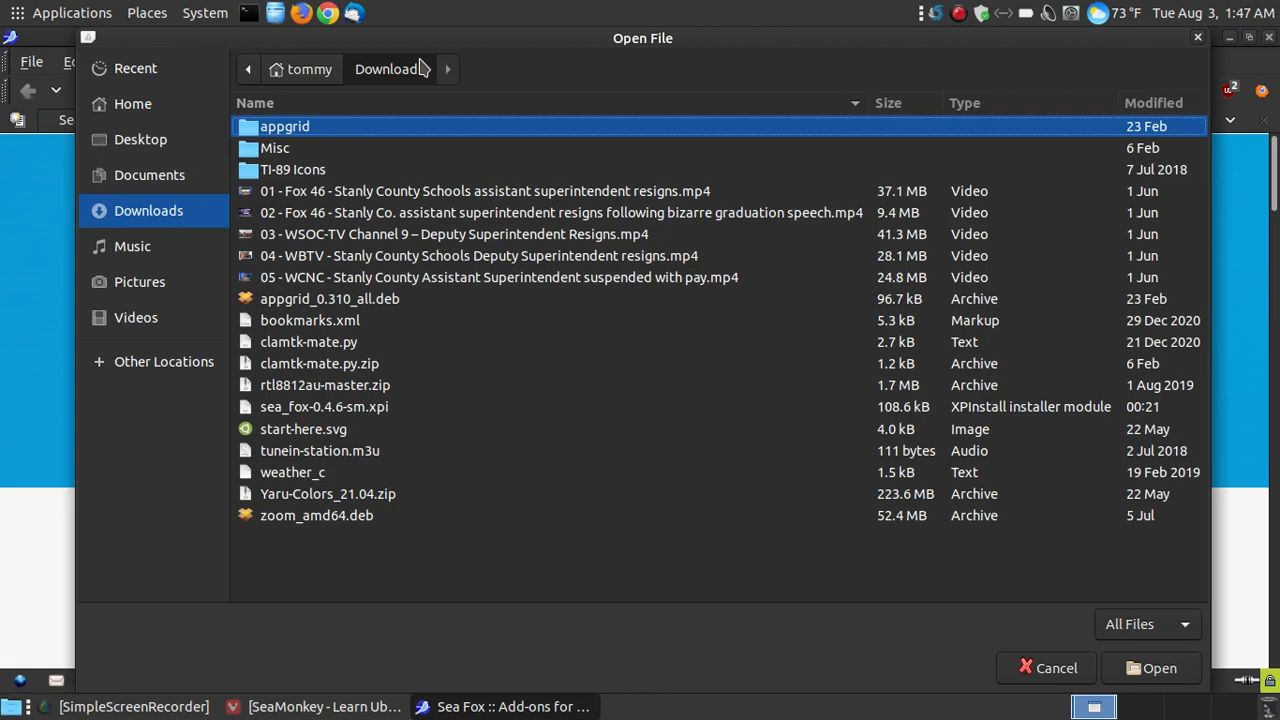 Applications Places System 73 °F Tue Aug 3, 1:47 AM
Open File
File
2
Recent
Home
Desktop
Documents
Downloads
Music
Pictures
Videos
Other Locations
tommy Downloads
Name Size Type Modified
appgrid 23 Feb
Misc 6 Feb
TI-89 Icons 7 Jul 2018
01 - Fox 46 - Stanly County Schools assistant superintendent resigns.mp4 37.1 MB Video 1 Jun
02 - Fox 46 - Stanly Co. assistant superintendent resigns following bizarre graduation speech.mp4 9.4 MB Video 1 Jun
03 - WSOC-TV Channel 9 – Deputy Superintendent Resigns.mp4 41.3 MB Video 1 Jun
04 - WBTV - Stanly County Schools Deputy Superintendent resigns.mp4 28.1 MB Video 1 Jun
05 - WCNC - Stanly County Assistant Superintendent suspended with pay.mp4 24.8 MB Video 1 Jun
appgrid_0.310_all.deb 96.7 kB Archive 23 Feb
bookmarks.xml 5.3 kB Markup 29 Dec 2020
clamtk-mate.py 2.7 kB Text 21 Dec 2020
clamtk-mate.py.zip 1.2 kB Archive 6 Feb
rtl8812au-master.zip 1.7 MB Archive 1 Aug 2019
sea_fox-0.4.6-sm.xpi 108.6 kB XPInstall installer module 00:21
start-here.svg 4.0 kB Image 22 May
tunein-station.m3u 111 bytes Audio 2 Jul 2018
weather_c 1.5 kB Text 19 Feb 2019
Yaru-Colors_21.04.zip 223.6 MB Archive 22 May
zoom_amd64.deb 52.4 MB Archive 5 Jul
All Files
Cancel Open
[SimpleScreenRecorder] [SeaMonkey - Learn Ub... Sea Fox :: Add-ons for ...